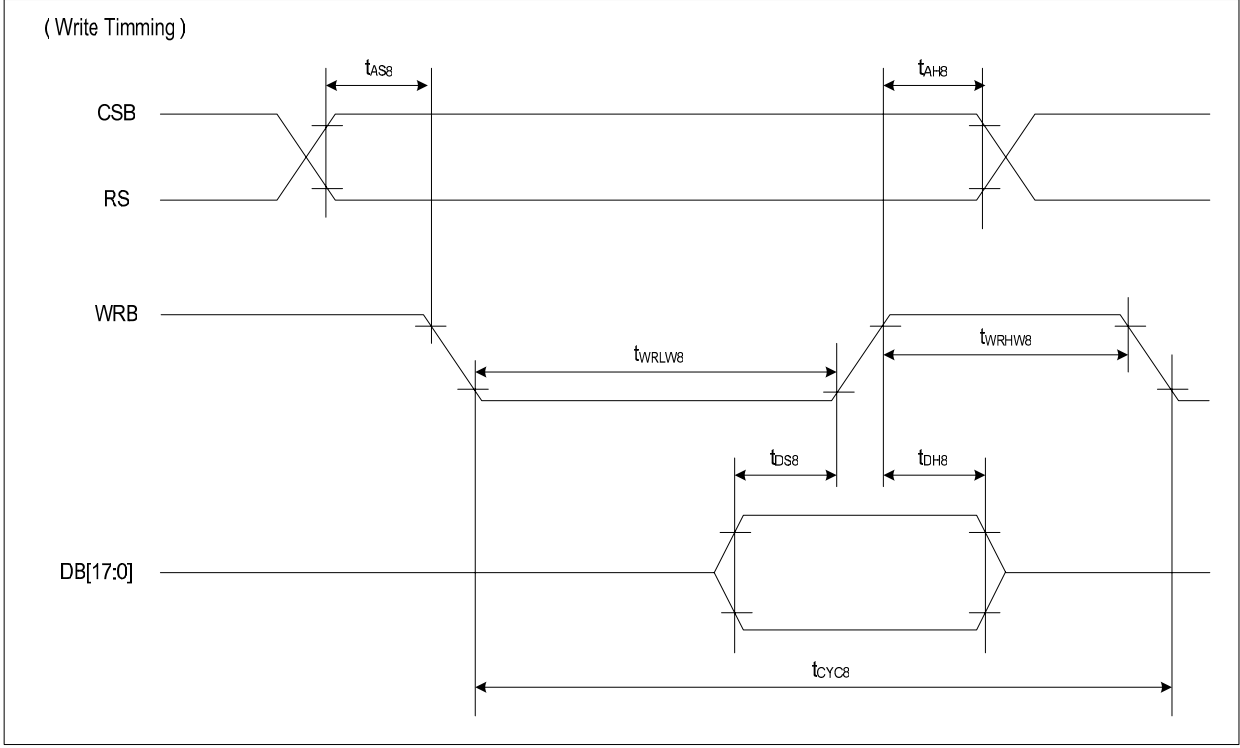 ( Write Timming )
tAS8
tAH8
CSB
RS
WRB
tWRLW8
tWRHW8
tDS8
tDH8
DB[17:0]
tCYC8